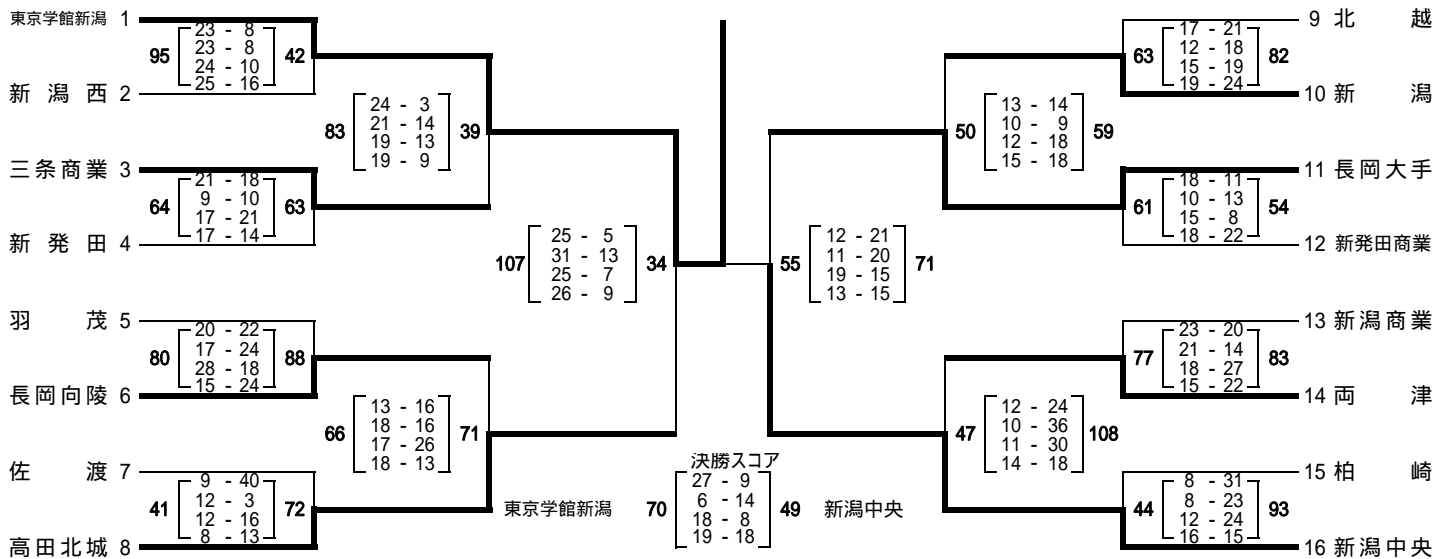 東京学館新潟 1
95 42
23 - 8
23 - 8
24 - 10
25 - 16
新潟西 2
83 39
24 - 3
21 - 14
19 - 13
19 - 9
三条商業 3
64 63
21 - 18
9 - 10
17 - 21
17 - 14
新発田 4
107 34
25 - 5
31 - 13
25 - 7
26 - 9
羽茂 5
80 88
20 - 22
17 - 24
28 - 18
15 - 24
長岡向陵 6
66 71
13 - 16
18 - 16
17 - 26
18 - 13
佐渡 7
41 72
9 - 40
12 - 3
12 - 16
8 - 13
高田北城 8
決勝スコア
東京学館新潟 70 49 新潟中央
27 - 9
6 - 14
18 - 8
19 - 18
9 北越
63 82
17 - 21
12 - 18
15 - 19
19 - 24
10 新潟
50 59
13 - 14
10 - 9
12 - 18
15 - 18
11 長岡大手
61 54
18 - 11
10 - 13
15 - 8
18 - 22
12 新発田商業
55 71
12 - 21
11 - 20
19 - 15
13 - 15
13 新潟商業
77 83
23 - 20
21 - 14
18 - 27
15 - 22
14 両津
47 108
12 - 24
10 - 36
11 - 30
14 - 18
15 柏崎
44 93
8 - 31
8 - 23
12 - 24
16 - 15
16 新潟中央